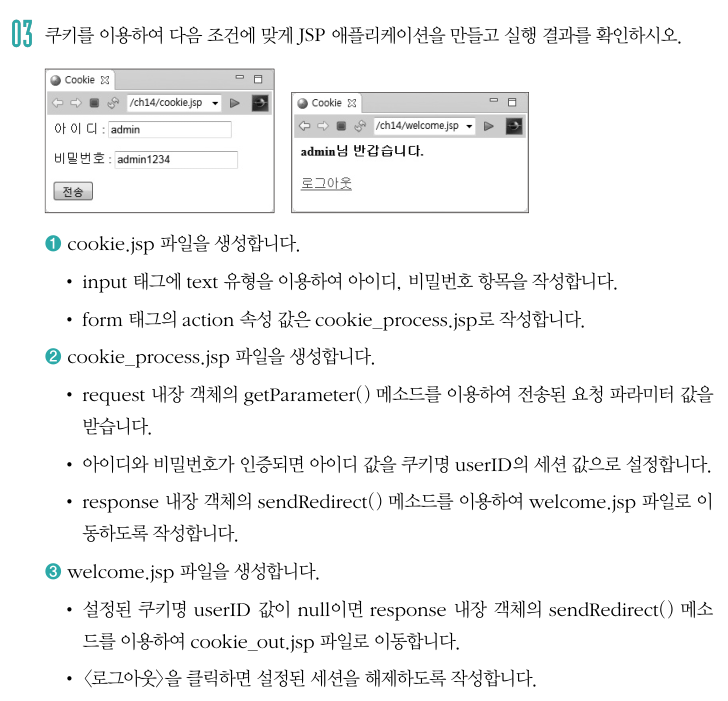 03 쿠키를 이용하여 다음 조건에 맞게 JSP 애플리케이션을 만들고 실행 결과를 확인하시오.
Cookie
/ch14/cookie.jsp
아 이 디 : admin
비밀번호 : admin1234
전송
Cookie
/ch14/welcome.jsp
admin님 반갑습니다.
로그아웃
❶ cookie.jsp 파일을 생성합니다.
• input 태그에 text 유형을 이용하여 아이디, 비밀번호 항목을 작성합니다.
• form 태그의 action 속성 값은 cookie_process.jsp로 작성합니다.
❷ cookie_process.jsp 파일을 생성합니다.
• request 내장 객체의 getParameter() 메소드를 이용하여 전송된 요청 파라미터 값을
받습니다.
• 아이디와 비밀번호가 인증되면 아이디 값을 쿠키명 userID의 세션 값으로 설정합니다.
• response 내장 객체의 sendRedirect() 메소드를 이용하여 welcome.jsp 파일로 이
동하도록 작성합니다.
❸ welcome.jsp 파일을 생성합니다.
• 설정된 쿠키명 userID 값이 null이면 response 내장 객체의 sendRedirect() 메소
드를 이용하여 cookie_out.jsp 파일로 이동합니다.
• 〈로그아웃〉을 클릭하면 설정된 세션을 해제하도록 작성합니다.